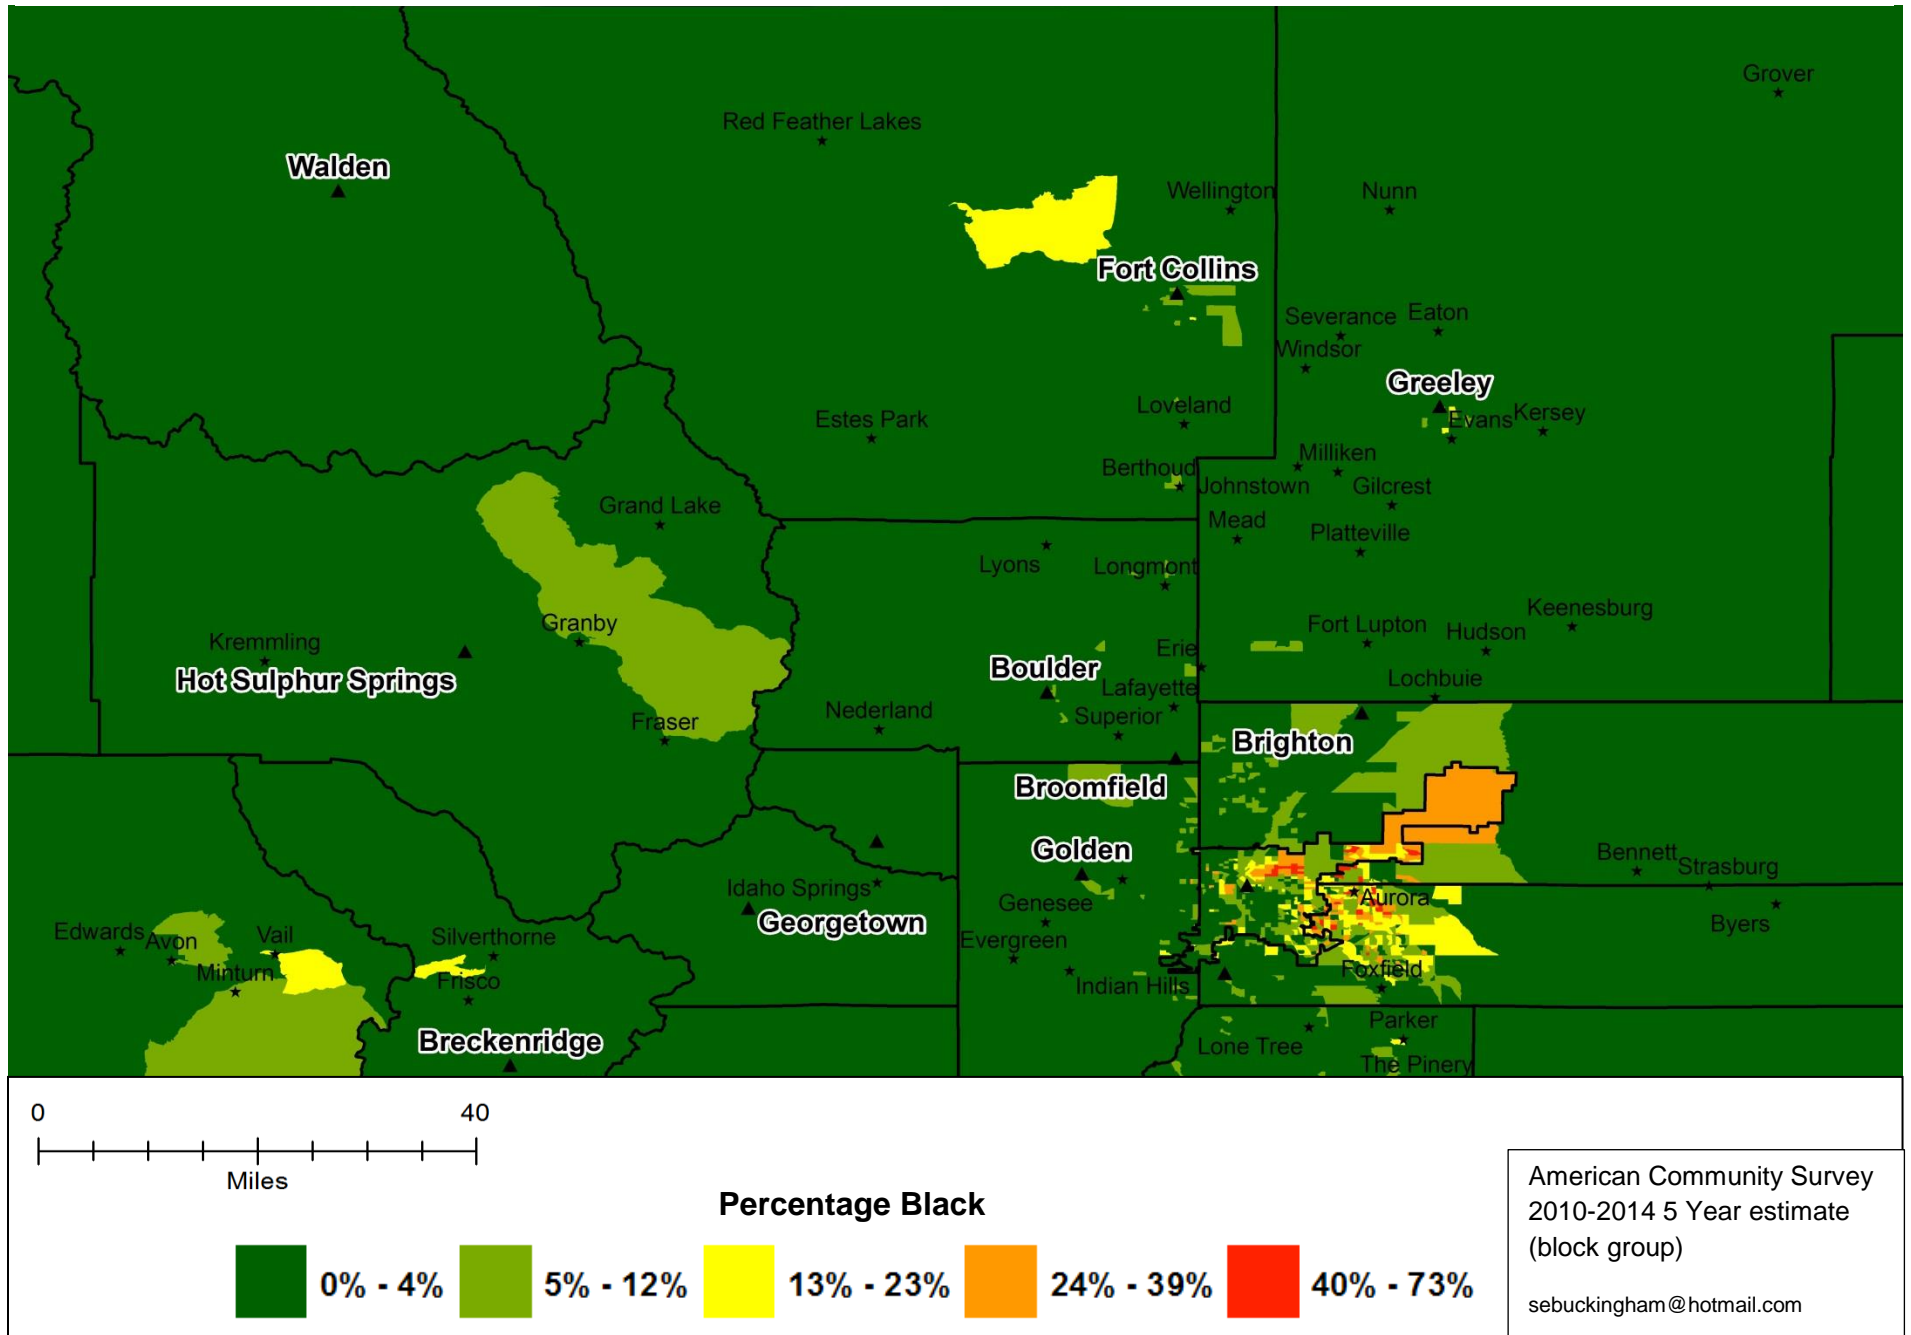 Grover
Red Feather Lakes
Walden
Wellington
Nunn
Fort Collins
Severance
Eaton
Windsor
Greeley
Loveland
Estes Park
Evans
Kersey
Milliken
Berthoud
Johnstown
Gilcrest
Grand Lake
Mead
Platteville
Lyons
Longmont
Keenesburg
Granby
Fort Lupton
Hudson
Kremmling
Erie
Boulder
Hot Sulphur Springs
Lochbuie
Lafayette
Nederland
Superior
Fraser
Brighton
Broomfield
Golden
Bennett
Strasburg
Idaho Springs
Aurora
Genesee
Georgetown
Byers
Edwards
Avon
Vail
Silverthorne
Evergreen
Minturn
Frisco
Foxfield
Indian Hills
Parker
Breckenridge
Lone Tree
The Pinery
0 40
Miles
Percentage Black
0% - 4% 5% - 12% 13% - 23% 24% - 39% 40% - 73%
American Community Survey
2010-2014 5 Year estimate
(block group)
sebuckingham@hotmail.com